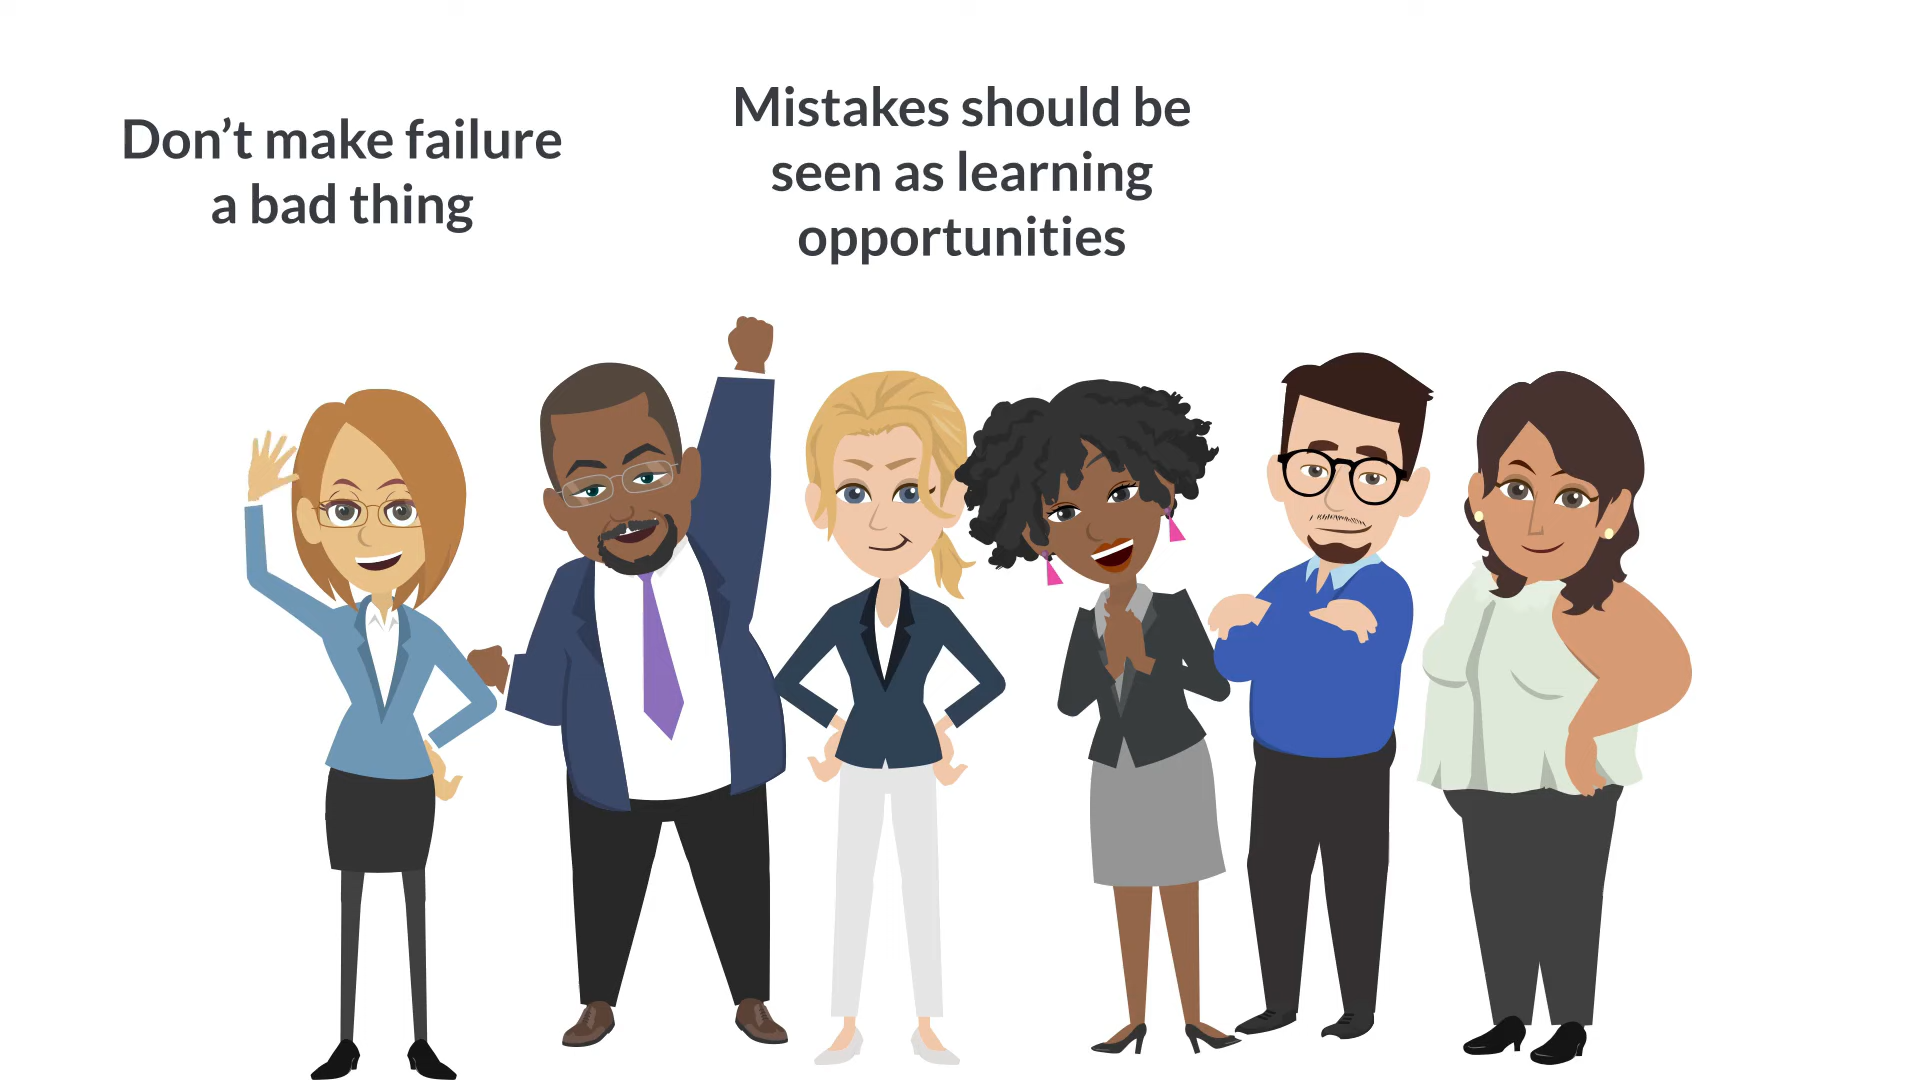 Don’t make failure
a bad thing
Mistakes should be
seen as learning
opportunities